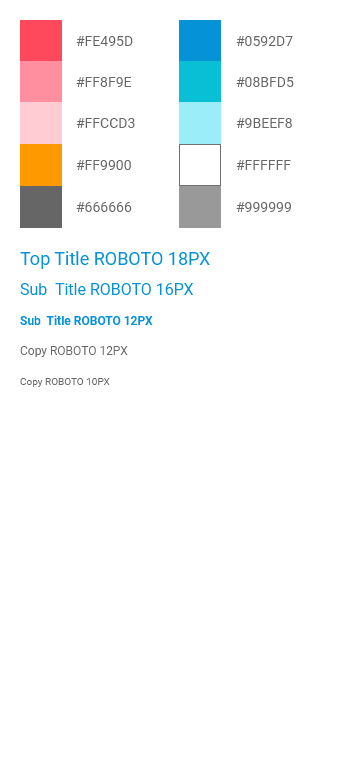 #FE495D #0592D7
#FF8F9E #08BFD5
#FFCCD3 #9BEEF8
#FF9900 #FFFFFF
#666666 #999999
Top Title ROBOTO 18PX
Sub  Title ROBOTO 16PX
Sub  Title ROBOTO 12PX
Copy ROBOTO 12PX
Copy ROBOTO 10PX